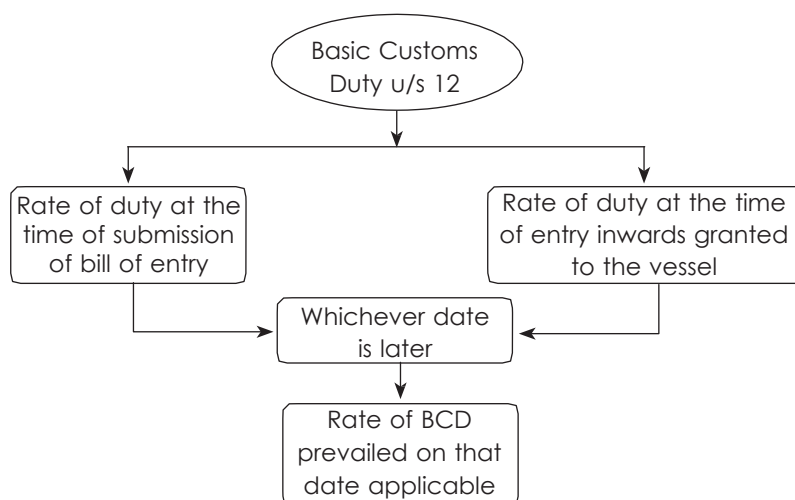 Basic Customs
Duty u/s 12
Rate of duty at the
time of submission
of bill of entry
Rate of duty at the time
of entry inwards granted
to the vessel
Whichever date
is later
Rate of BCD
prevailed on that
date applicable